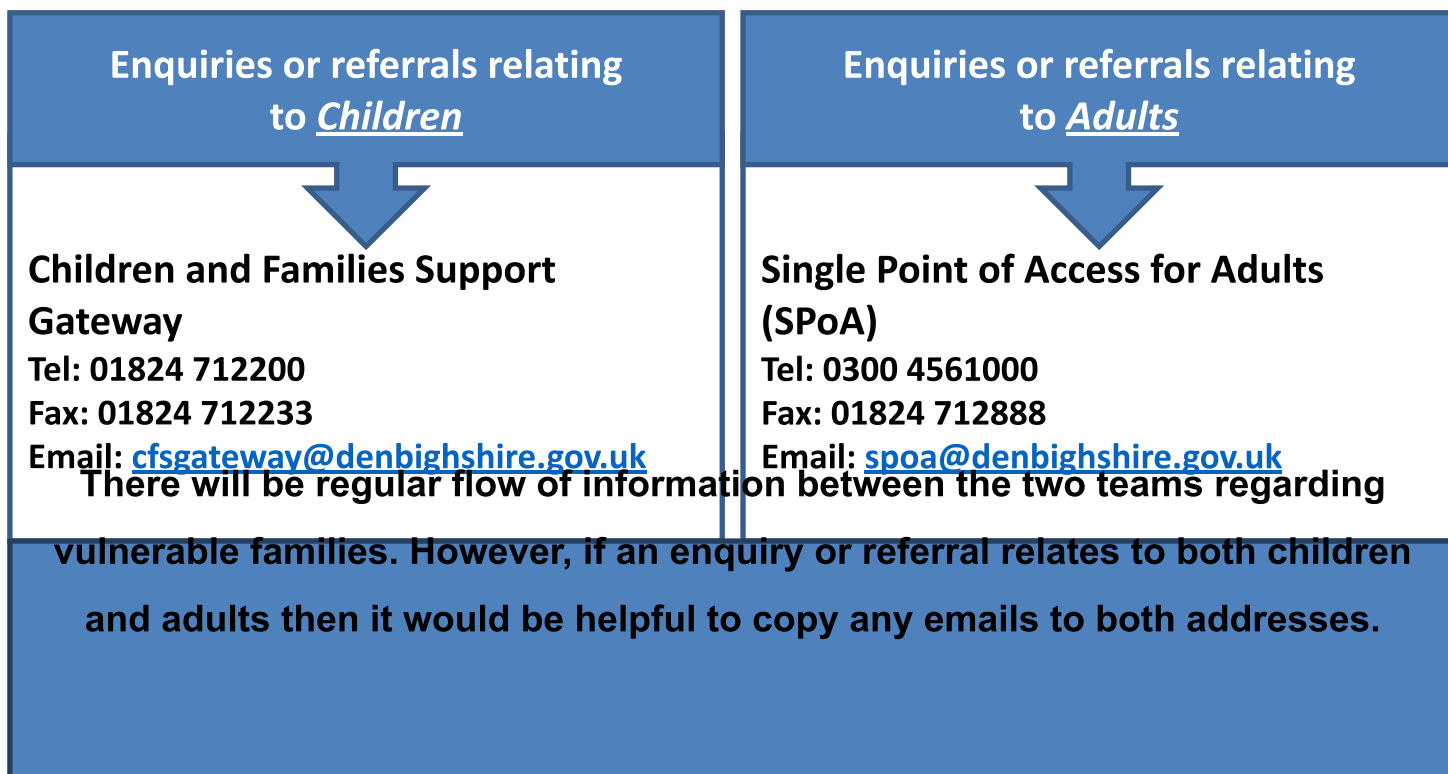 Enquiries or referrals relating
to Children
Children and Families Support
Gateway
Tel: 01824 712200
Fax: 01824 712233
Email: cfsgateway@denbighshire.gov.uk
Enquiries or referrals relating
to Adults
Single Point of Access for Adults
(SPoA)
Tel: 0300 4561000
Fax: 01824 712888
Email: spoa@denbighshire.gov.uk
There will be regular flow of information between the two teams regarding
vulnerable families. However, if an enquiry or referral relates to both children
and adults then it would be helpful to copy any emails to both addresses.